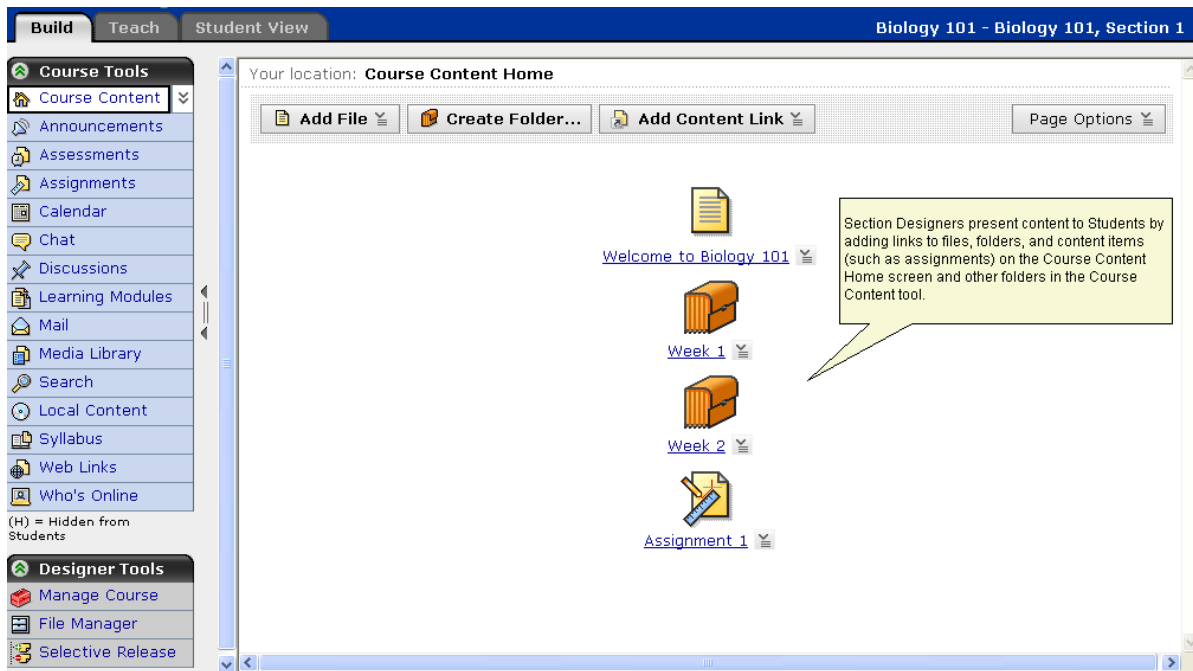 Build
Teach
Student View
Biology 101 - Biology 101, Section 1
Course Tools
Course Content
Announcements
Assessments
Assignments
Calendar
Chat
Discussions
Learning Modules
Mail
Media Library
Search
Local Content
Syllabus
Web Links
Who's Online
(H) = Hidden from
Students
Designer Tools
Manage Course
File Manager
Selective Release
Your location: Course Content Home
Add File
Create Folder...
Add Content Link
Page Options
Welcome to Biology 101
Week 1
Week 2
Assignment 1
Section Designers present content to Students by
adding links to files, folders, and content items
(such as assignments) on the Course Content
Home screen and other folders in the Course
Content tool.